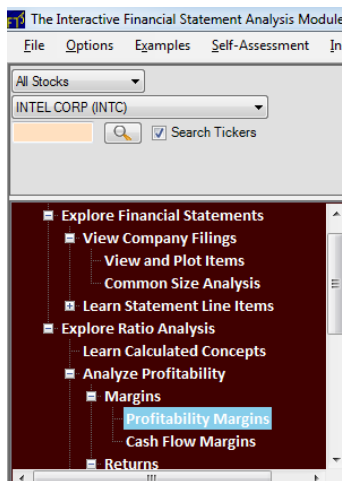 The Interactive Financial Statement Analysis Module
File Options Examples Self-Assessment In
All Stocks
INTEL CORP (INTC)
Search Tickers
Explore Financial Statements
View Company Filings
View and Plot Items
Common Size Analysis
Learn Statement Line Items
Explore Ratio Analysis
Learn Calculated Concepts
Analyze Profitability
Margins
Profitability Margins
Cash Flow Margins
Returns